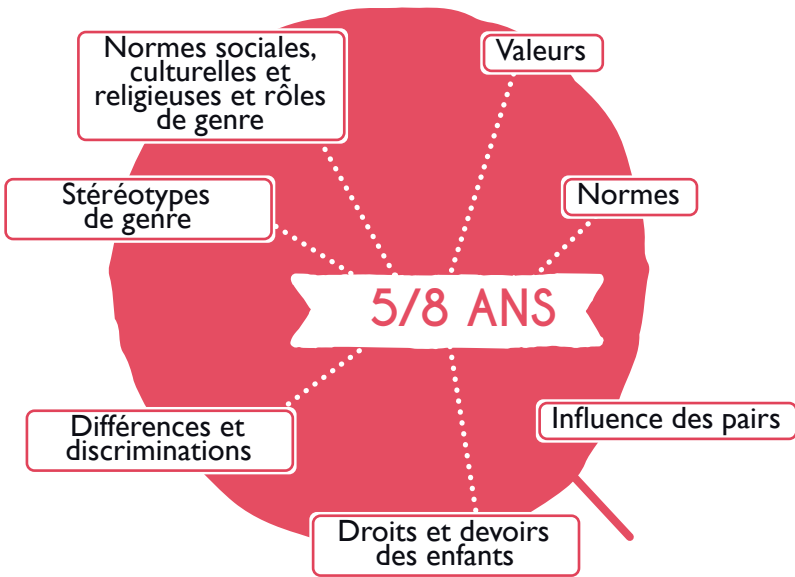 Normes sociales,
culturelles et
religieuses et rôles
de genre
Valeurs
Stéréotypes
de genre
Normes
5/8 ANS
Différences et
discriminations
Influence des pairs
Droits et devoirs
des enfants